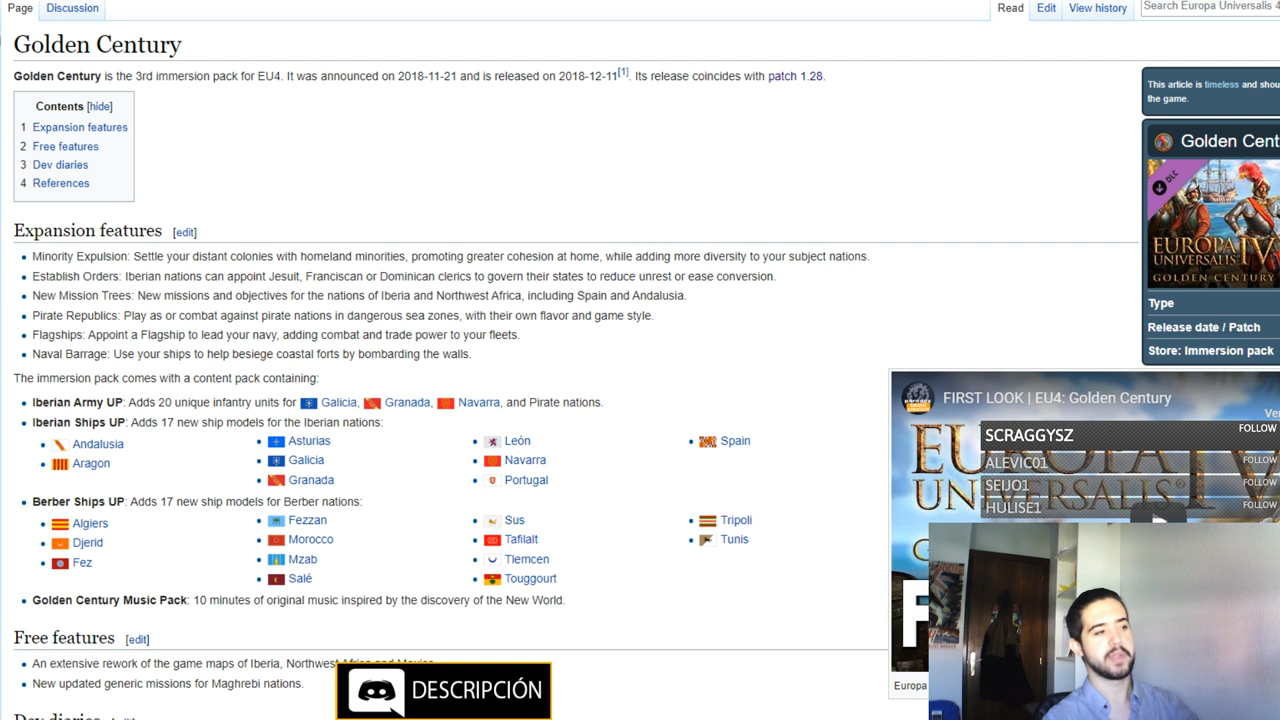 Page Discussion Read Edit View history Search Europa Universalis 4
Golden Century
Golden Century is the 3rd immersion pack for EU4. It was announced on 2018-11-21 and is released on 2018-12-11[1]. Its release coincides with patch 1.28.
Contents [hide]
1 Expansion features
2 Free features
3 Dev diaries
4 References
This article is timeless and shou
the game.
Golden Cent
DLC
EUROPA
UNIVERSALIS IV
GOLDEN CENTURY
Type
Release date / Patch
Store: Immersion pack
Expansion features [edit]
Minority Expulsion: Settle your distant colonies with homeland minorities, promoting greater cohesion at home, while adding more diversity to your subject nations.
Establish Orders: Iberian nations can appoint Jesuit, Franciscan or Dominican clerics to govern their states to reduce unrest or ease conversion.
New Mission Trees: New missions and objectives for the nations of Iberia and Northwest Africa, including Spain and Andalusia.
Pirate Republics: Play as or combat against pirate nations in dangerous sea zones, with their own flavor and game style.
Flagships: Appoint a Flagship to lead your navy, adding combat and trade power to your fleets.
Naval Barrage: Use your ships to help besiege coastal forts by bombarding the walls.
The immersion pack comes with a content pack containing:
Iberian Army UP: Adds 20 unique infantry units for Galicia, Granada, Navarra, and Pirate nations.
Iberian Ships UP: Adds 17 new ship models for the Iberian nations:
Andalusia
Aragon
Asturias
Galicia
Granada
León
Navarra
Portugal
Spain
Berber Ships UP: Adds 17 new ship models for Berber nations:
Algiers
Djerid
Fez
Fezzan
Morocco
Mzab
Salé
Sus
Tafilalt
Tlemcen
Touggourt
Tripoli
Tunis
Golden Century Music Pack: 10 minutes of original music inspired by the discovery of the New World.
FIRST LOOK | EU4: Golden Century
Ve
SCRAGGYSZ FOLLOW
ALEVIC01 FOLLOW
SEIJO1 FOLLOW
HULISE1 FOLLOW
Europa
Free features [edit]
An extensive rework of the game maps of Iberia, Northwest Africa and Mexico.
New updated generic missions for Maghrebi nations.
DESCRIPCIÓN
Dev diaries